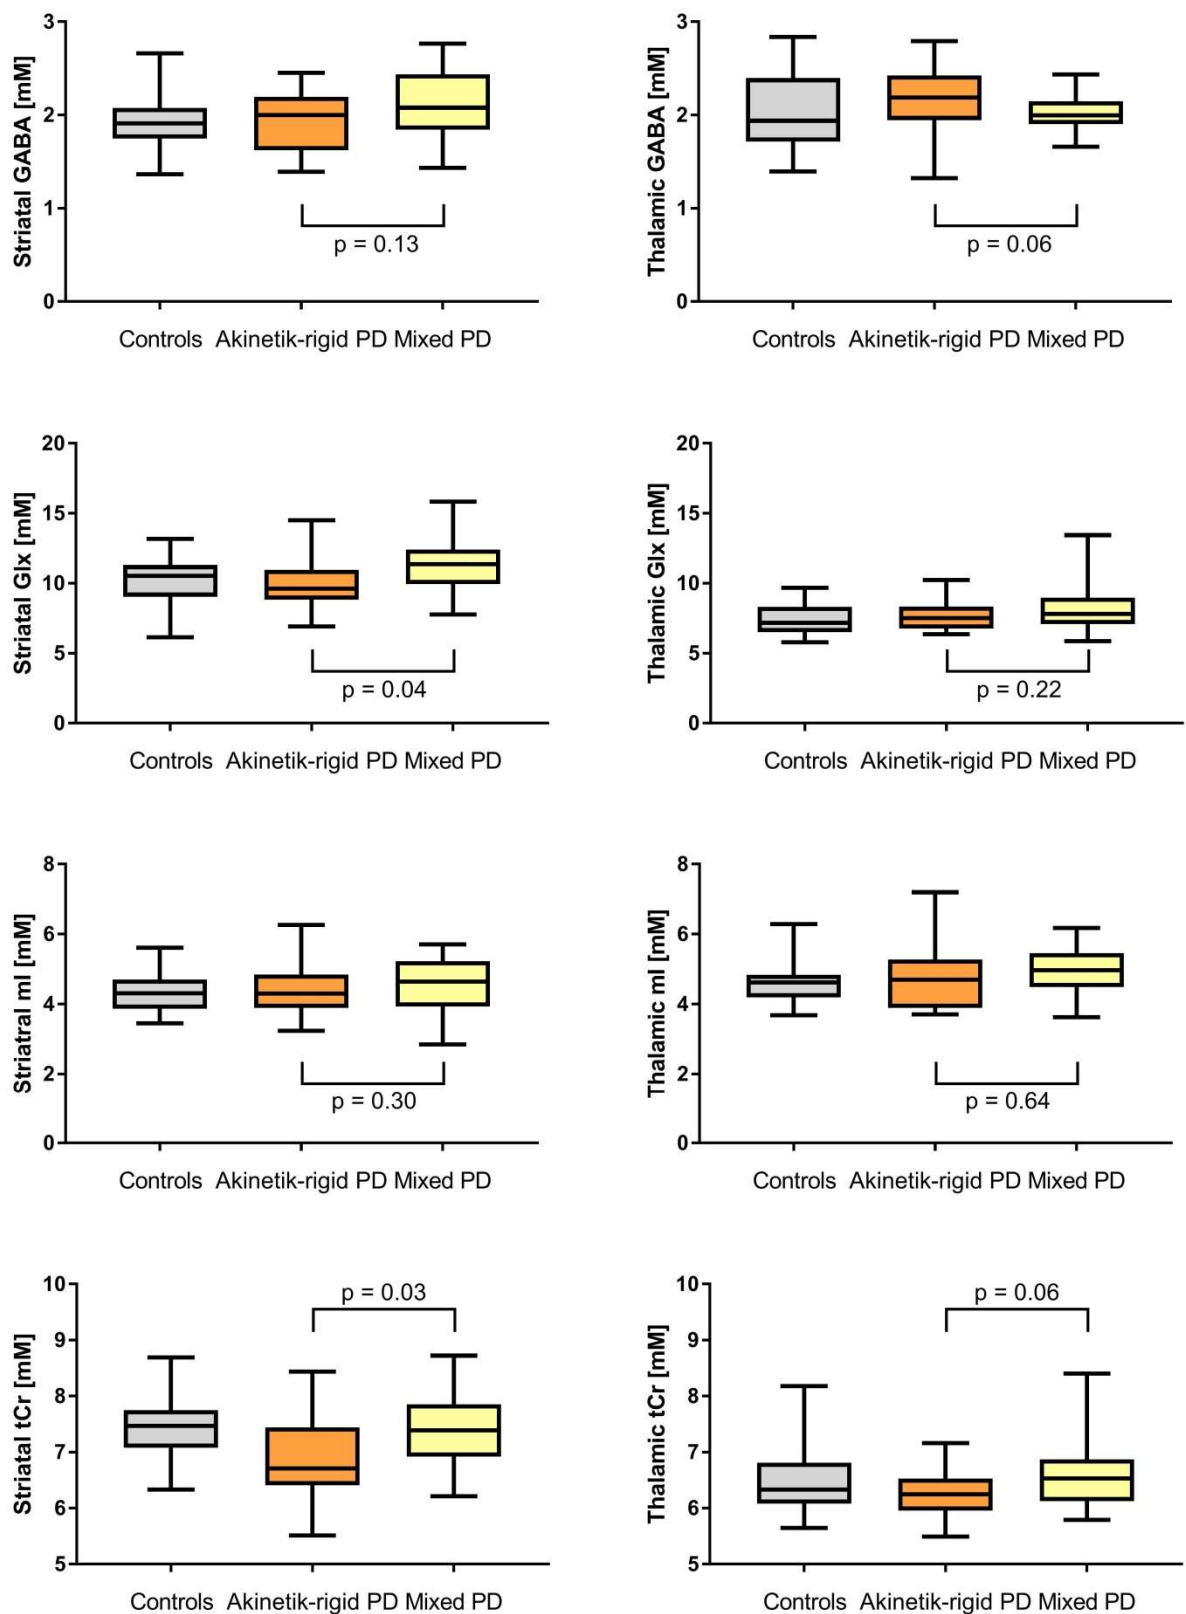 Striatal GABA [mM]
3
2
1
0
p = 0.13
Controls Akinetik-rigid PD Mixed PD
Thalamic GABA [mM]
3
2
1
0
p = 0.06
Controls Akinetik-rigid PD Mixed PD
Striatal Glx [mM]
20
15
10
5
0
p = 0.04
Controls Akinetik-rigid PD Mixed PD
Thalamic Glx [mM]
20
15
10
5
0
p = 0.22
Controls Akinetik-rigid PD Mixed PD
Striatral mI [mM]
8
6
4
2
0
p = 0.30
Controls Akinetik-rigid PD Mixed PD
Thalamic mI [mM]
8
6
4
2
0
p = 0.64
Controls Akinetik-rigid PD Mixed PD
Striatal tCr [mM]
10
9
8
7
6
5
p = 0.03
Controls Akinetik-rigid PD Mixed PD
Thalamic tCr [mM]
10
9
8
7
6
5
p = 0.06
Controls Akinetik-rigid PD Mixed PD